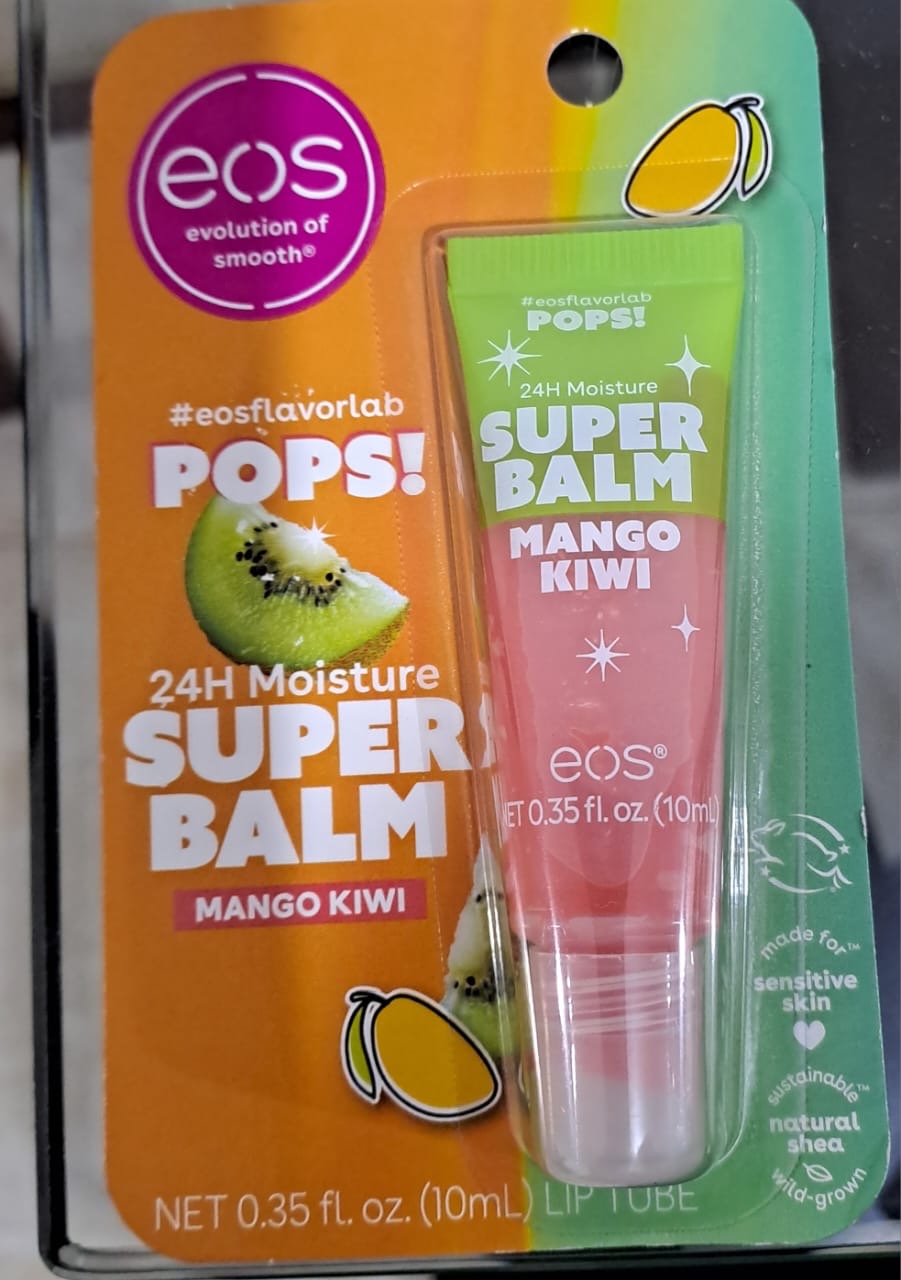 eos
evolution of
smooth®
#eosflavorlab
POPS!
24H Moisture
SUPER
BALM
MANGO KIWI
NET 0.35 fl. oz. (10mL) LIP TUBE
#eosflavorlab
POPS!
24H Moisture
SUPER
BALM
MANGO
KIWI
eos®
NET 0.35 fl. oz. (10mL)
made for™
sensitive
skin
sustainable™
natural
shea
wild-grown